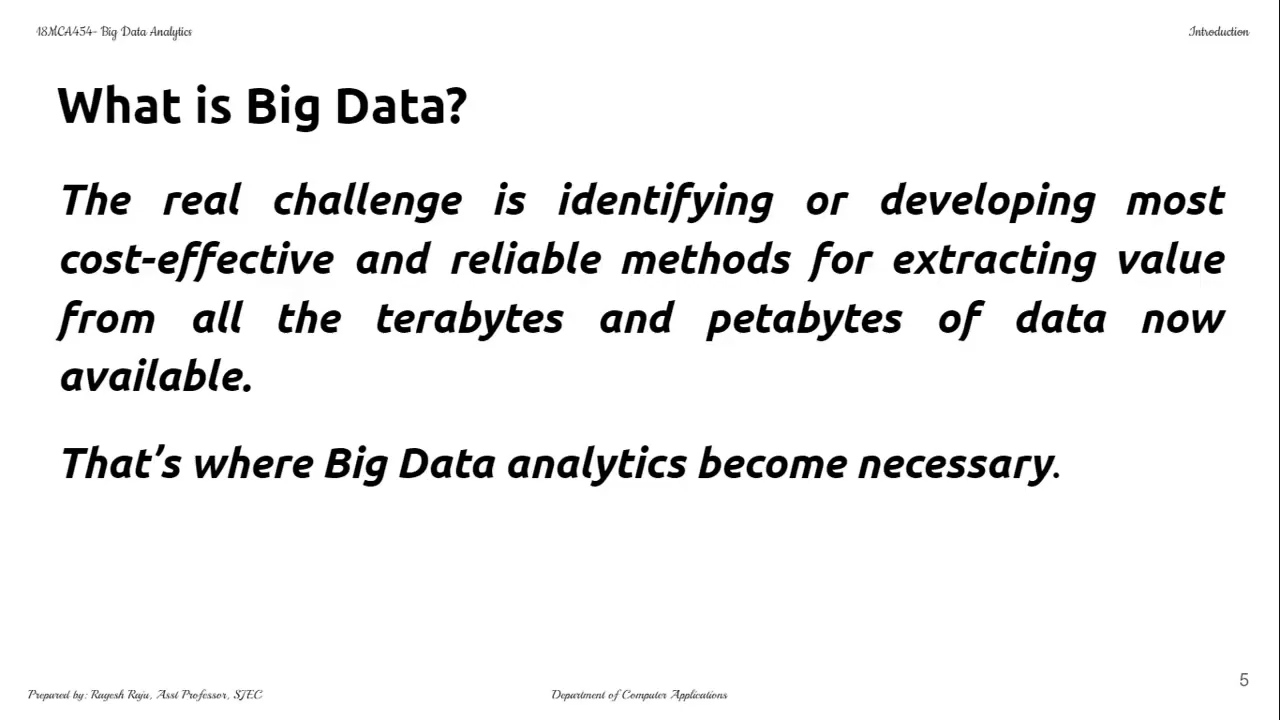 18MCA454- Big Data Analytics
Introduction
What is Big Data?
The real challenge is identifying or developing most
cost-effective and reliable methods for extracting value
from all the terabytes and petabytes of data now
available.
That’s where Big Data analytics become necessary.
Prepared by: Ragesh Raju, Asst Professor, SJEC
Department of Computer Applications
5